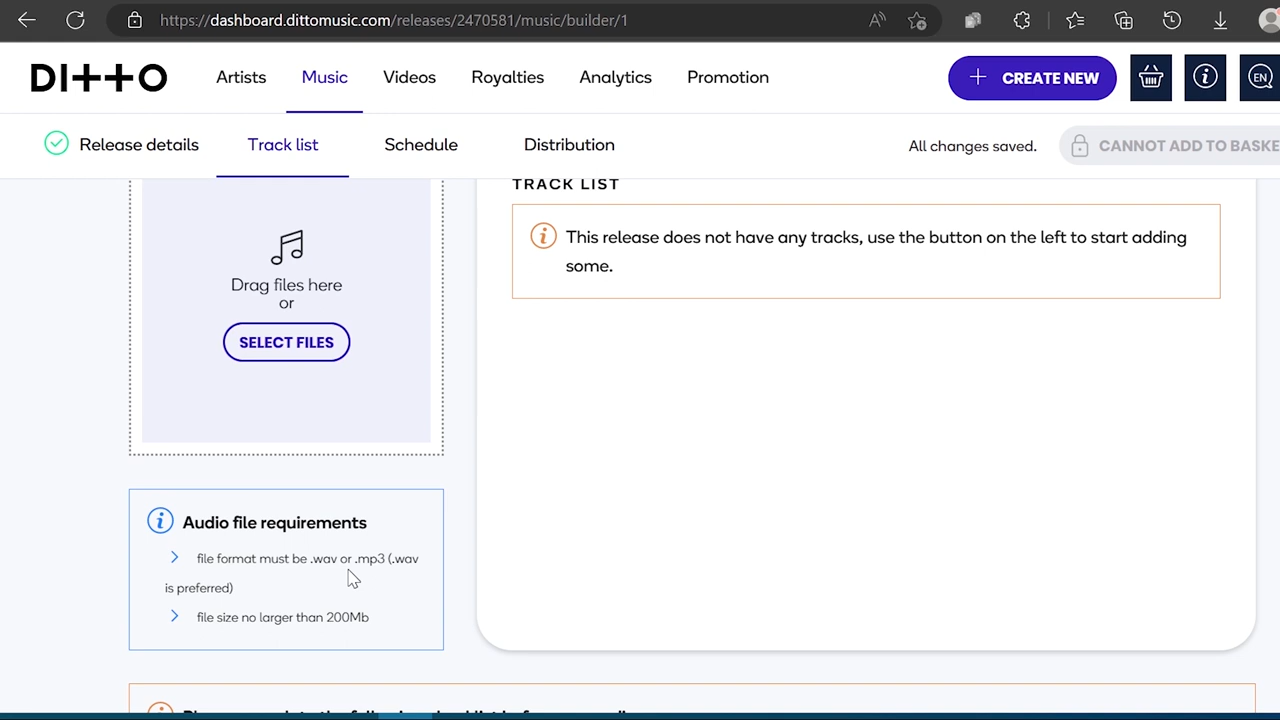 https://dashboard.dittomusic.com/releases/2470581/music/builder/1
DITTO
Artists
Music
Videos
Royalties
Analytics
Promotion
CREATE NEW
EN
Release details
Track list
Schedule
Distribution
All changes saved.
CANNOT ADD TO BASKE
Drag files here
or
SELECT FILES
TRACK LIST
This release does not have any tracks, use the button on the left to start adding
some.
Audio file requirements
file format must be .wav or .mp3 (.wav
is preferred)
file size no larger than 200Mb